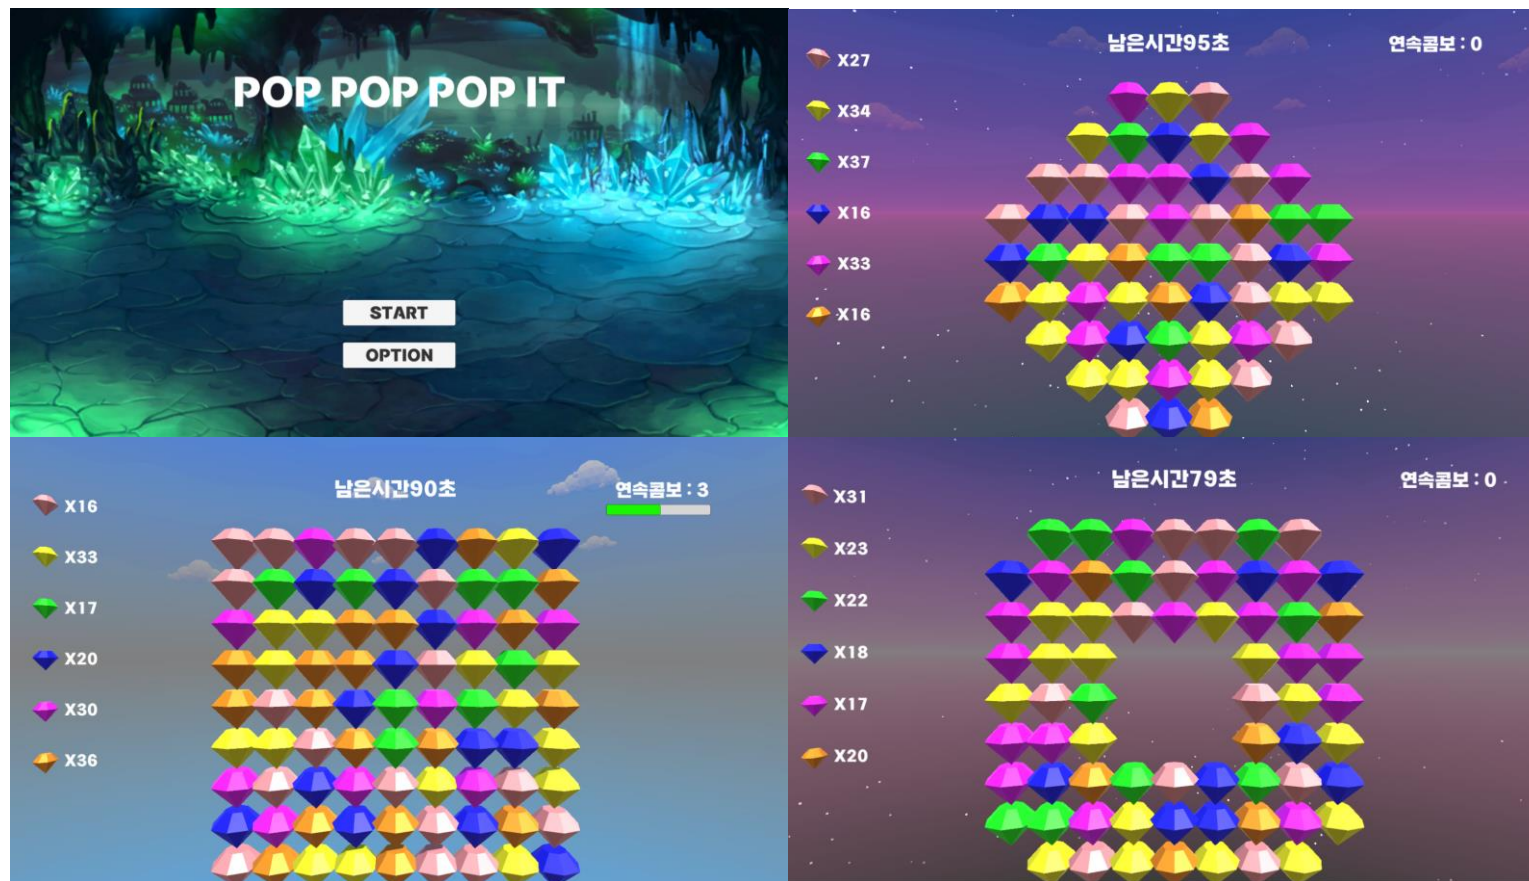 POP POP POP IT
START
OPTION
남은시간95초
연속콤보 : 0
X27
X34
X37
X16
X33
X16
남은시간90초
연속콤보 : 3
X16
X33
X17
X20
X30
X36
남은시간79초
연속콤보 : 0
X31
X23
X22
X18
X17
X20